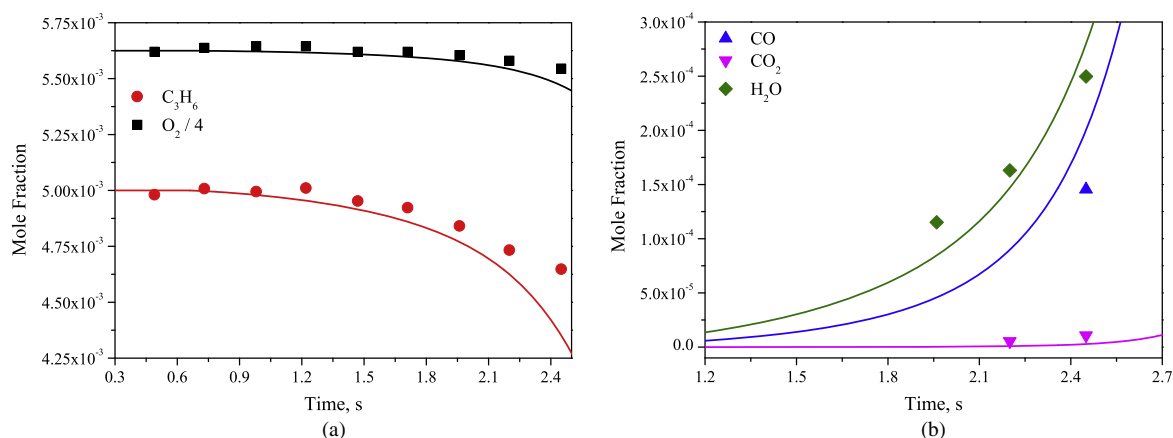 Mole Fraction
5.75x10⁻³
5.50x10⁻³
5.25x10⁻³
5.00x10⁻³
4.75x10⁻³
4.50x10⁻³
4.25x10⁻³
C₃H₆
O₂ / 4
0.3 0.6 0.9 1.2 1.5 1.8 2.1 2.4
Time, s
(a)
Mole Fraction
3.0x10⁻⁴
2.5x10⁻⁴
2.0x10⁻⁴
1.5x10⁻⁴
1.0x10⁻⁴
5.0x10⁻⁵
0.0
CO
CO₂
H₂O
1.2 1.5 1.8 2.1 2.4 2.7
Time, s
(b)